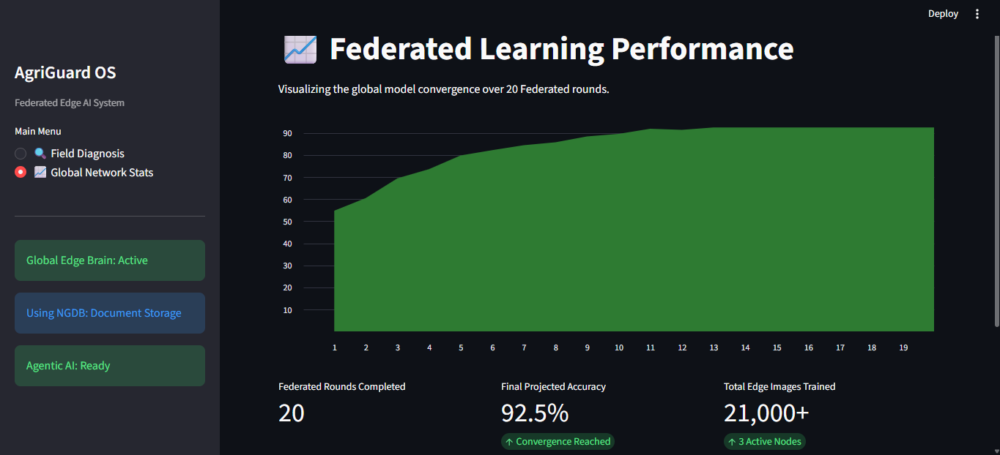 Deploy
AgriGuard OS
Federated Edge AI System
Main Menu
Field Diagnosis
Global Network Stats
Global Edge Brain: Active
Using NGDB: Document Storage
Agentic AI: Ready
Federated Learning Performance
Visualizing the global model convergence over 20 Federated rounds.
90
80
70
60
50
40
30
20
10
1 2 3 4 5 6 7 8 9 10 11 12 13 14 15 16 17 18 19
Federated Rounds Completed
20
Final Projected Accuracy
92.5%
↑ Convergence Reached
Total Edge Images Trained
21,000+
↑ 3 Active Nodes